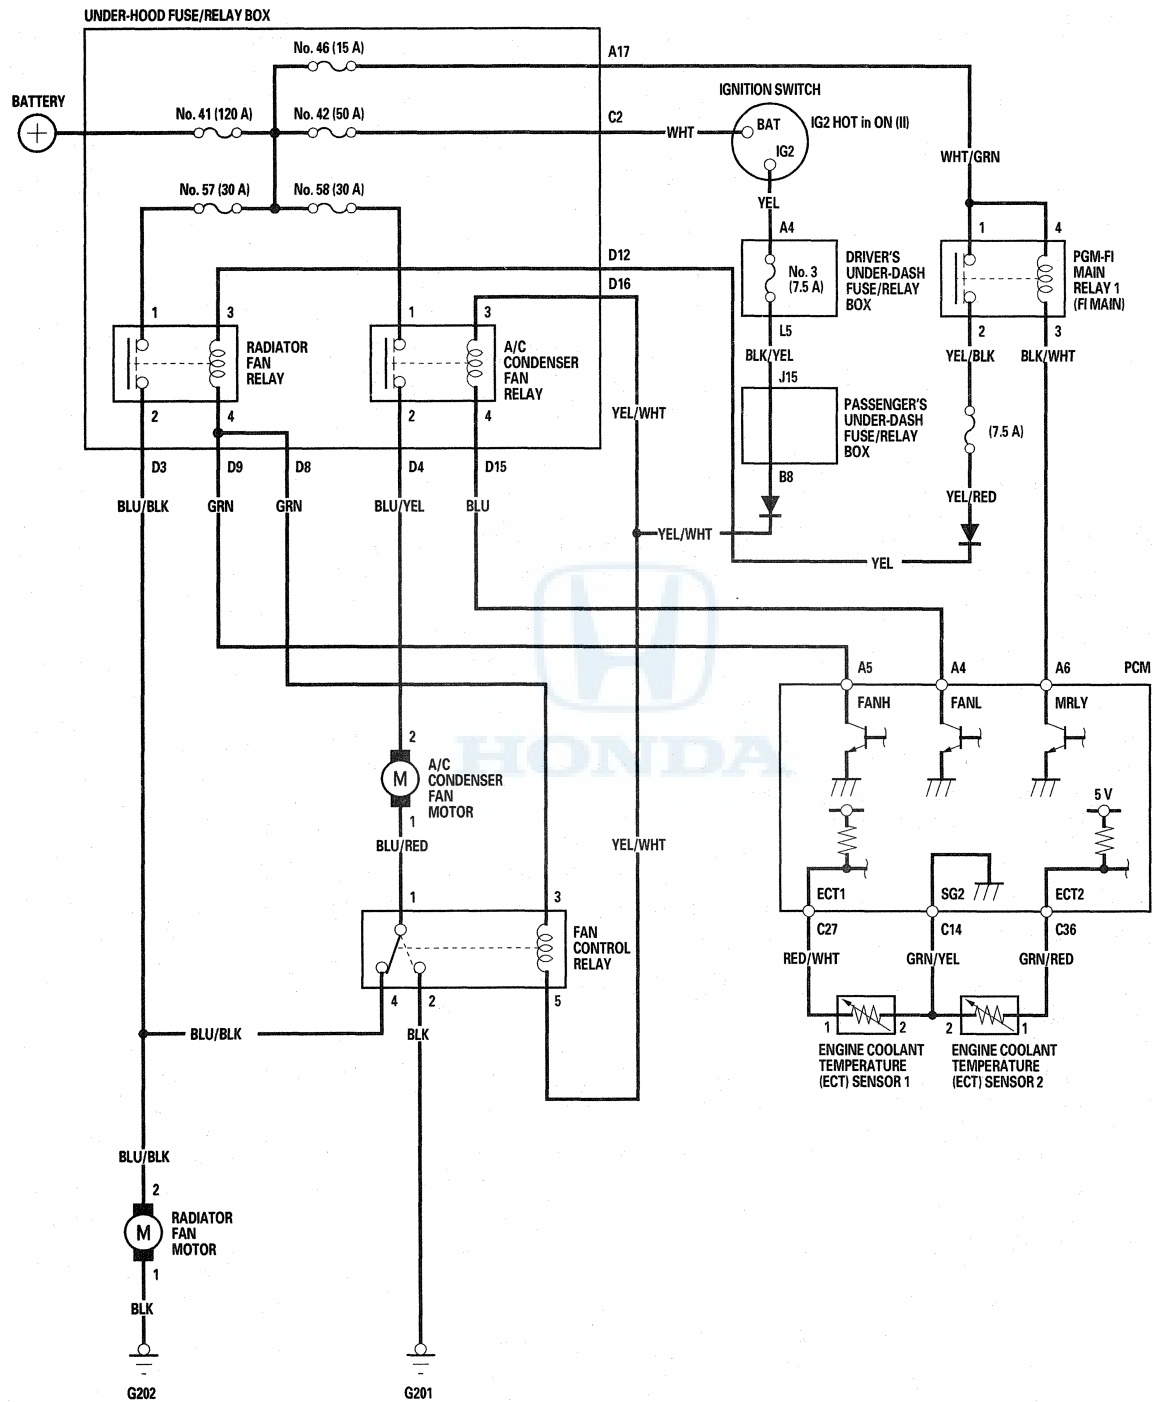 UNDER-HOOD FUSE/RELAY BOX
No. 46 (15 A)
A17
BATTERY
IGNITION SWITCH
No. 41 (120 A)
No. 42 (50 A)
C2
WHT
BAT
IG2 HOT in ON (II)
IG2
WHT/GRN
No. 57 (30 A)
No. 58 (30 A)
YEL
A4
1
4
D12
DRIVER'S
UNDER-DASH
FUSE/RELAY
BOX
No. 3
(7.5 A)
PGM-FI
MAIN
RELAY 1
(FI MAIN)
D16
1
3
1
3
L5
2
3
RADIATOR
FAN
RELAY
A/C
CONDENSER
FAN
RELAY
BLK/YEL
YEL/BLK
BLK/WHT
J15
2
4
2
4
YEL/WHT
PASSENGER'S
UNDER-DASH
FUSE/RELAY
BOX
(7.5 A)
D3
D9
D8
D4
D15
B8
BLU/BLK
GRN
GRN
BLU/YEL
BLU
YEL/RED
YEL/WHT
YEL
A5
A4
A6
PCM
FANH
FANL
MRLY
HONDA
2
M
A/C
CONDENSER
FAN
MOTOR
1
5 V
BLU/RED
YEL/WHT
1
3
ECT1
SG2
ECT2
FAN
CONTROL
RELAY
C27
C14
C36
RED/WHT
GRN/YEL
GRN/RED
4
2
5
BLU/BLK
BLK
1
2
2
1
ENGINE COOLANT
TEMPERATURE
(ECT) SENSOR 1
ENGINE COOLANT
TEMPERATURE
(ECT) SENSOR 2
BLU/BLK
2
M
RADIATOR
FAN
MOTOR
1
BLK
G202
G201